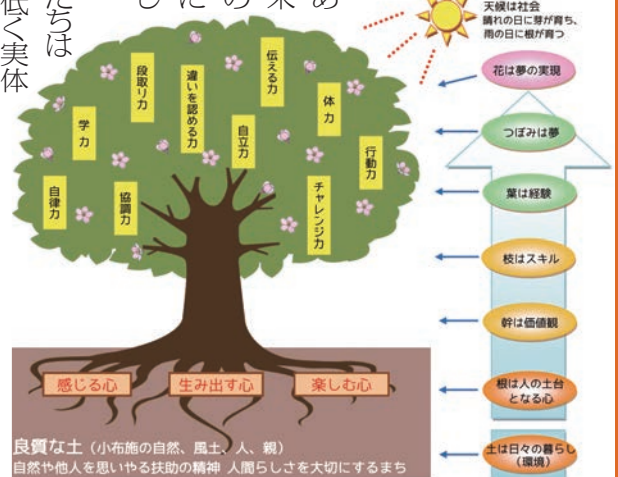 たちは
低く実体
天候は社会
晴れの日に芽が育ち、
雨の日に根が育つ
花は夢の実現
つぼみは夢
葉は経験
枝はスキル
幹は価値観
根は人の土台
となる心
土は日々の暮らし
（環境）
伝える力
段取り力
違いを認める力
体力
学力
自立力
行動力
自律力
協調力
チャレンジ力
感じる心
生み出す心
楽しむ心
良質な土（小布施の自然、風土、人、親）
自然や他人を思いやる扶助の精神 人間らしさを大切にするまち